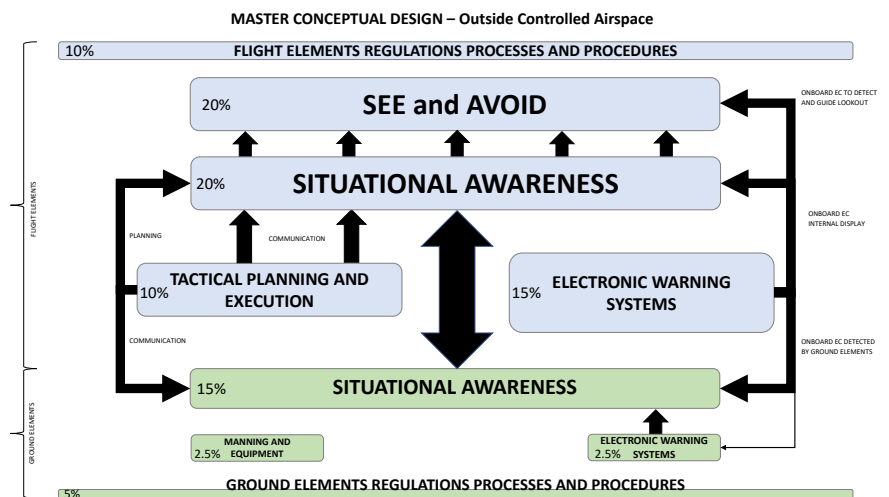 MASTER CONCEPTUAL DESIGN – Outside Controlled Airspace
10%
FLIGHT ELEMENTS REGULATIONS PROCESSES AND PROCEDURES
20%
SEE and AVOID
ONBOARD EC TO DETECT
AND GUIDE LOOKOUT
20%
SITUATIONAL AWARENESS
FLIGHT ELEMENTS
PLANNING
COMMUNICATION
ONBOARD EC
INTERNAL DISPLAY
10%
TACTICAL PLANNING AND
EXECUTION
15%
ELECTRONIC WARNING
SYSTEMS
COMMUNICATION
ONBOARD EC DETECTED
BY GROUND ELEMENTS
15%
SITUATIONAL AWARENESS
GROUND ELEMENTS
2.5%
MANNING AND
EQUIPMENT
2.5%
ELECTRONIC WARNING
SYSTEMS
5%
GROUND ELEMENTS REGULATIONS PROCESSES AND PROCEDURES